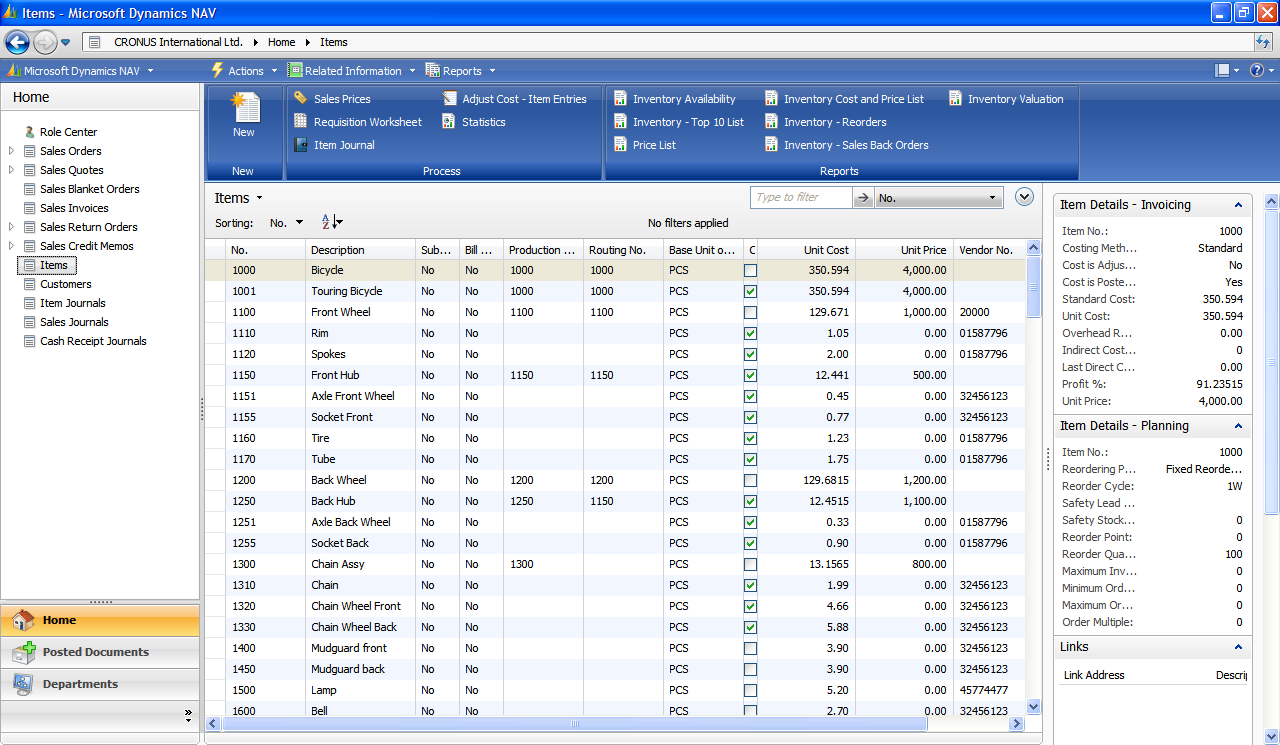 Items - Microsoft Dynamics NAV
CRONUS International Ltd. Home Items
Microsoft Dynamics NAV Actions Related Information Reports
Home
Role Center
Sales Orders
Sales Quotes
Sales Blanket Orders
Sales Invoices
Sales Return Orders
Sales Credit Memos
Items
Customers
Item Journals
Sales Journals
Cash Receipt Journals
Home
Posted Documents
Departments
New
New
Sales Prices Adjust Cost - Item Entries
Requisition Worksheet Statistics
Item Journal
Process
Inventory Availability Inventory Cost and Price List Inventory Valuation
Inventory - Top 10 List Inventory - Reorders
Price List Inventory - Sales Back Orders
Reports
Items Type to filter No.
Sorting: No. A Z No filters applied
No. Description Sub... Bill ... Production ... Routing No. Base Unit o... C Unit Cost Unit Price Vendor No.
1000 Bicycle No No 1000 1000 PCS 350.594 4,000.00
1001 Touring Bicycle No No 1000 1000 PCS 350.594 4,000.00
1100 Front Wheel No No 1100 1100 PCS 129.671 1,000.00 20000
1110 Rim No No PCS 1.05 0.00 01587796
1120 Spokes No No PCS 2.00 0.00 01587796
1150 Front Hub No No 1150 1150 PCS 12.441 500.00
1151 Axle Front Wheel No No PCS 0.45 0.00 32456123
1155 Socket Front No No PCS 0.77 0.00 32456123
1160 Tire No No PCS 1.23 0.00 01587796
1170 Tube No No PCS 1.75 0.00 01587796
1200 Back Wheel No No 1200 1200 PCS 129.6815 1,200.00
1250 Back Hub No No 1250 1150 PCS 12.4515 1,100.00
1251 Axle Back Wheel No No PCS 0.33 0.00 01587796
1255 Socket Back No No PCS 0.90 0.00 01587796
1300 Chain Assy No No 1300 PCS 13.1565 800.00
1310 Chain No No PCS 1.99 0.00 32456123
1320 Chain Wheel Front No No PCS 4.66 0.00 32456123
1330 Chain Wheel Back No No PCS 5.88 0.00 32456123
1400 Mudguard front No No PCS 3.90 0.00 32456123
1450 Mudguard back No No PCS 3.90 0.00 32456123
1500 Lamp No No PCS 5.20 0.00 45774477
1600 Bell No No PCS 2.70 0.00 32456123
Item Details - Invoicing
Item No.: 1000
Costing Meth... Standard
Cost is Adjus... No
Cost is Poste... Yes
Standard Cost: 350.594
Unit Cost: 350.594
Overhead R... 0.00
Indirect Cost... 0
Last Direct C... 0.00
Profit %: 91.23515
Unit Price: 4,000.00
Item Details - Planning
Item No.: 1000
Reordering P... Fixed Reorde...
Reorder Cycle: 1W
Safety Lead ...
Safety Stock... 0
Reorder Point: 0
Reorder Qua... 100
Maximum Inv... 0
Minimum Ord... 0
Maximum Or... 0
Order Multiple: 0
Links
Link Address Descrip